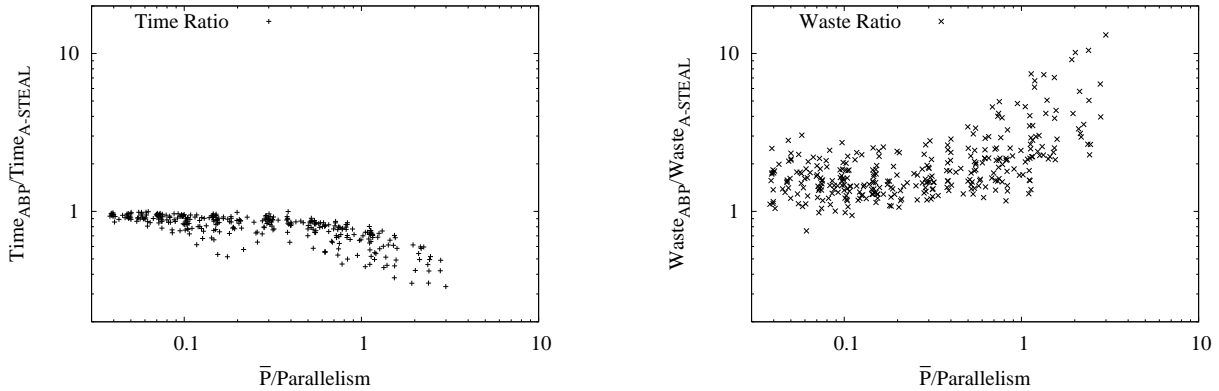 Time Ratio
10
1
0.1
1
10
Time_ABP/Time_A-STEAL
P̅/Parallelism
Waste Ratio
10
1
0.1
1
10
Waste_ABP/Waste_A-STEAL
P̅/Parallelism